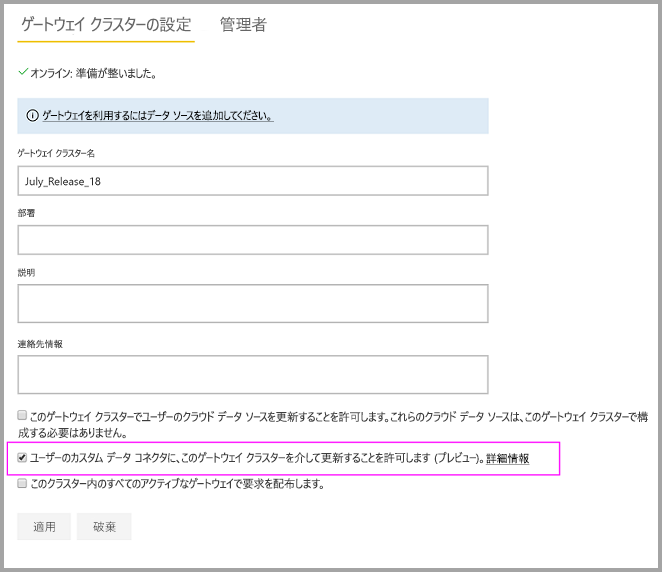 ゲートウェイ クラスターの設定 管理者
オンライン: 準備が整いました。
ゲートウェイを利用するにはデータ ソースを追加してください。
ゲートウェイ クラスター名
July_Release_18
部署
説明
連絡先情報
このゲートウェイ クラスターでユーザーのクラウド データ ソースを更新することを許可します。これらのクラウド データ ソースは、このゲートウェイ クラスターで構
成する必要はありません。
ユーザーのカスタム データ コネクタに、このゲートウェイ クラスターを介して更新することを許可します (プレビュー)。詳細情報
このクラスター内のすべてのアクティブなゲートウェイで要求を配布します。
適用 破棄